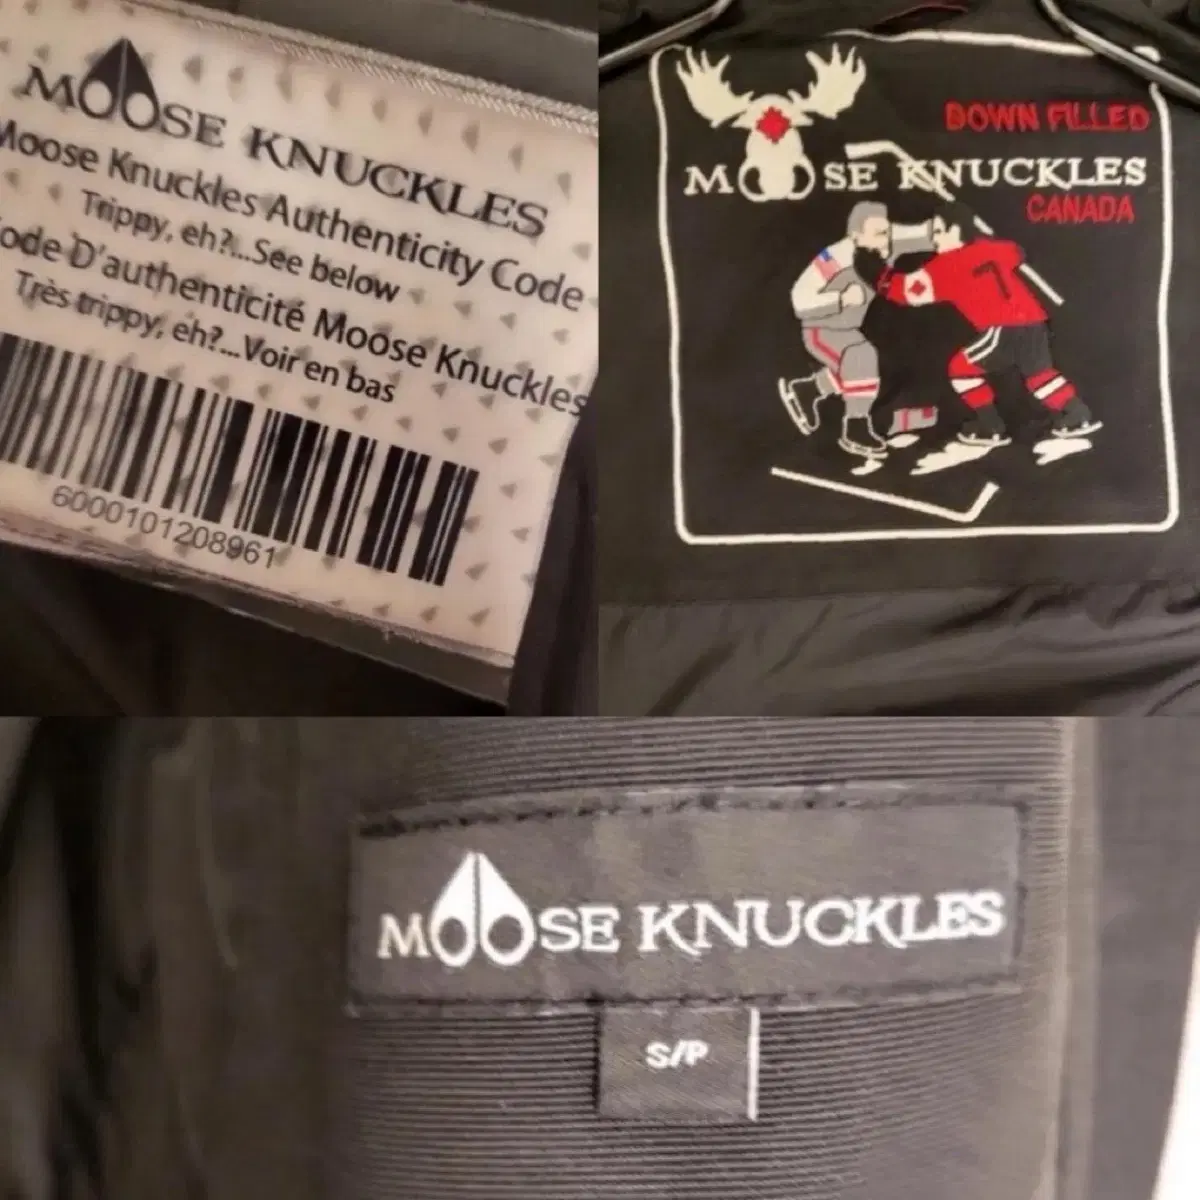 MOOSE KNUCKLES
Moose Knuckles Authenticity Code
Trippy, eh?...See below
Code D'authenticité Moose Knuckles
Très trippy, eh?...Voir en bas
6000101208961
DOWN FILLED
MOOSE KNUCKLES
CANADA
7
MOOSE KNUCKLES
S/P